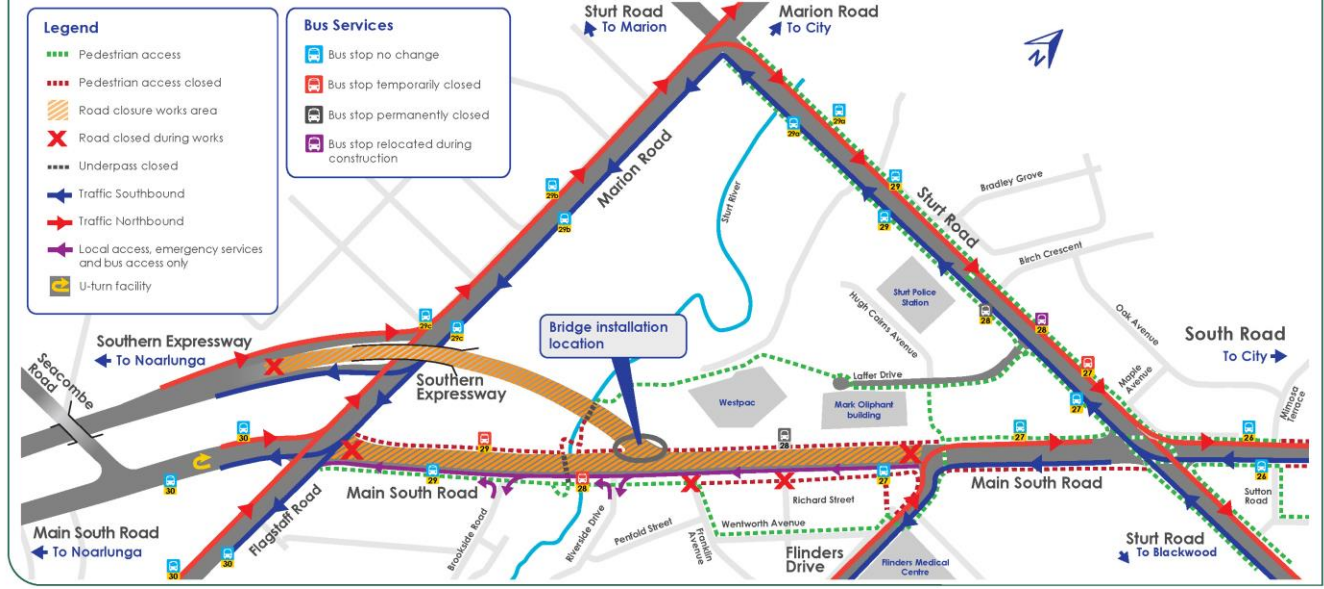 Legend
Pedestrian access
Pedestrian access closed
Road closure works area
Road closed during works
Underpass closed
Traffic Southbound
Traffic Northbound
Local access, emergency services
and bus access only
U-turn facility
Bus Services
Bus stop no change
Bus stop temporarily closed
Bus stop permanently closed
Bus stop relocated during
construction
Sturt Road
To Marion
Marion Road
To City
N
29a
29a
29
29
Sturt Road
Bradley Grove
Birch Crescent
Sturt River
Marion Road
29b
29b
Sturt Police
Station
Hugh Cairns Avenue
28
28
Oak Avenue
South Road
To City
29c
29c
Bridge installation
location
Southern Expressway
To Noarlunga
Southern
Expressway
Seacombe
Road
Laffer Drive
27
27
Maple
Avenue
Mimosa
Terrace
Westpac
Mark Oliphant
building
30
29
28
27
26
30
29
28
27
26
Main South Road
Main South Road
Richard Street
Sutton
Road
Main South Road
To Noarlunga
Flagstaff Road
30
30
Brookside Road
Riverside Drive
Penfold Street
Franklin
Avenue
Wentworth Avenue
Flinders
Drive
Flinders Medical
Centre
Sturt Road
To Blackwood